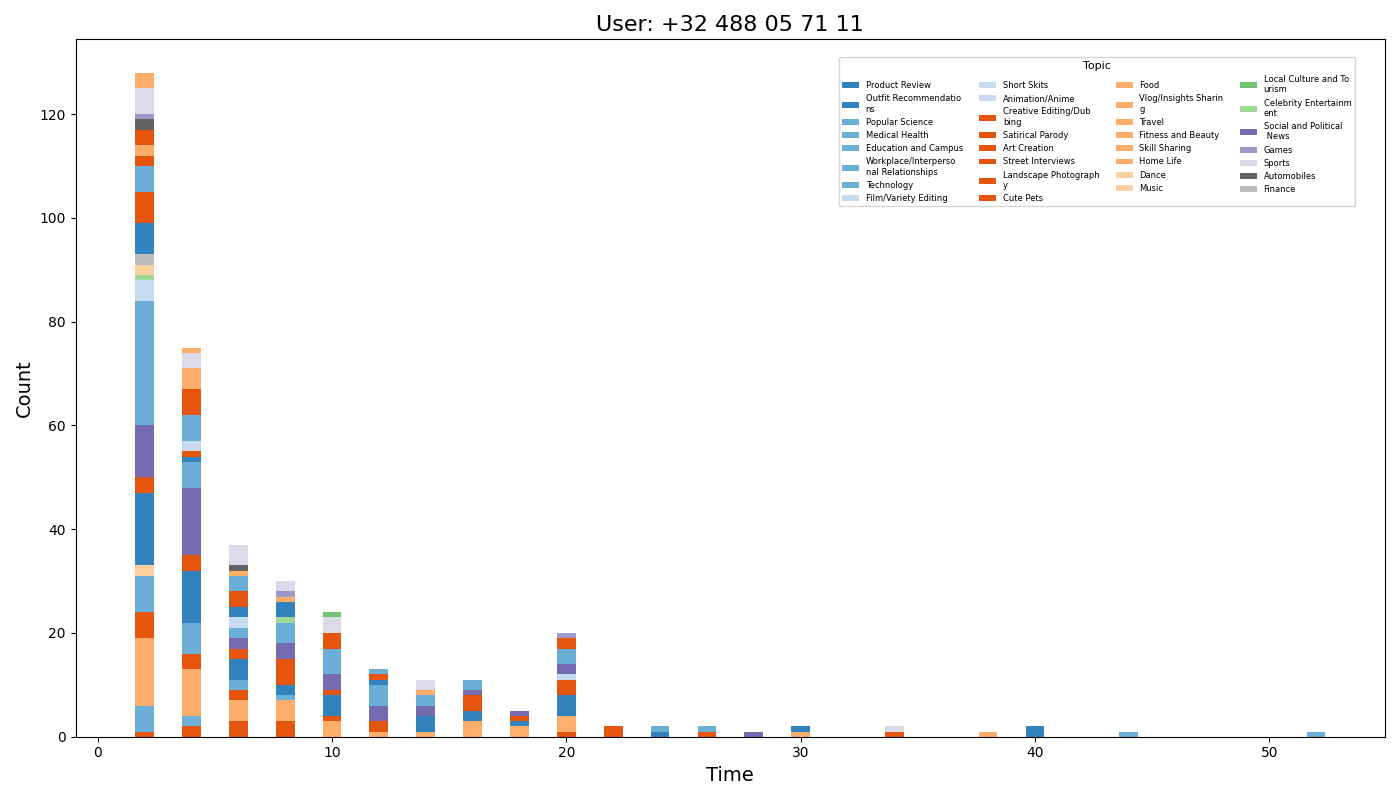 User: +32 488 05 71 11
Topic
Product Review
Outfit Recommendatio
ns
Popular Science
Medical Health
Education and Campus
Workplace/Interperso
nal Relationships
Technology
Film/Variety Editing
Short Skits
Animation/Anime
Creative Editing/Dub
bing
Satirical Parody
Art Creation
Street Interviews
Landscape Photograph
y
Cute Pets
Food
Vlog/Insights Sharin
g
Travel
Fitness and Beauty
Skill Sharing
Home Life
Dance
Music
Local Culture and To
urism
Celebrity Entertainm
ent
Social and Political
News
Games
Sports
Automobiles
Finance
Count
120
100
80
60
40
20
0
0 10 20 30 40 50
Time